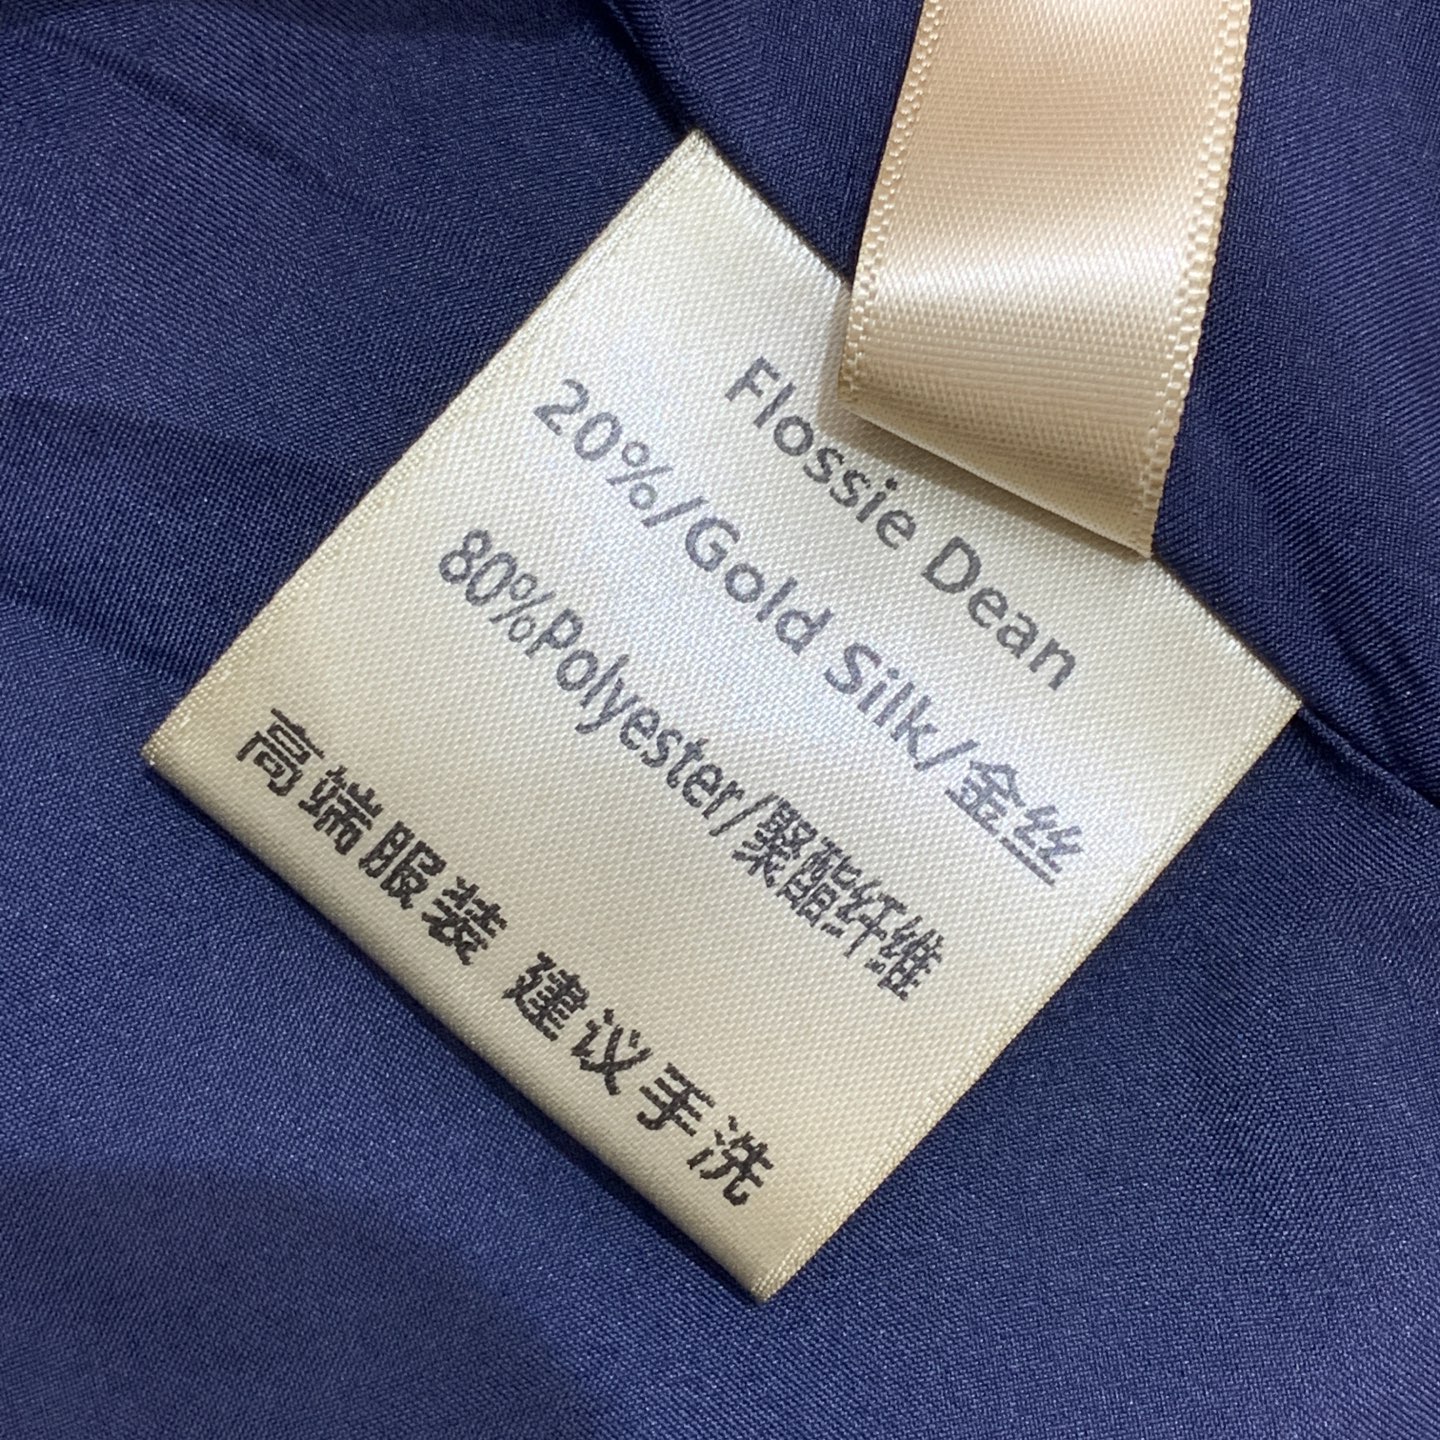 Flossie Dean
20%/Gold Silk/金丝
80%Polyester/聚酯纤维
高端服装 建议手洗